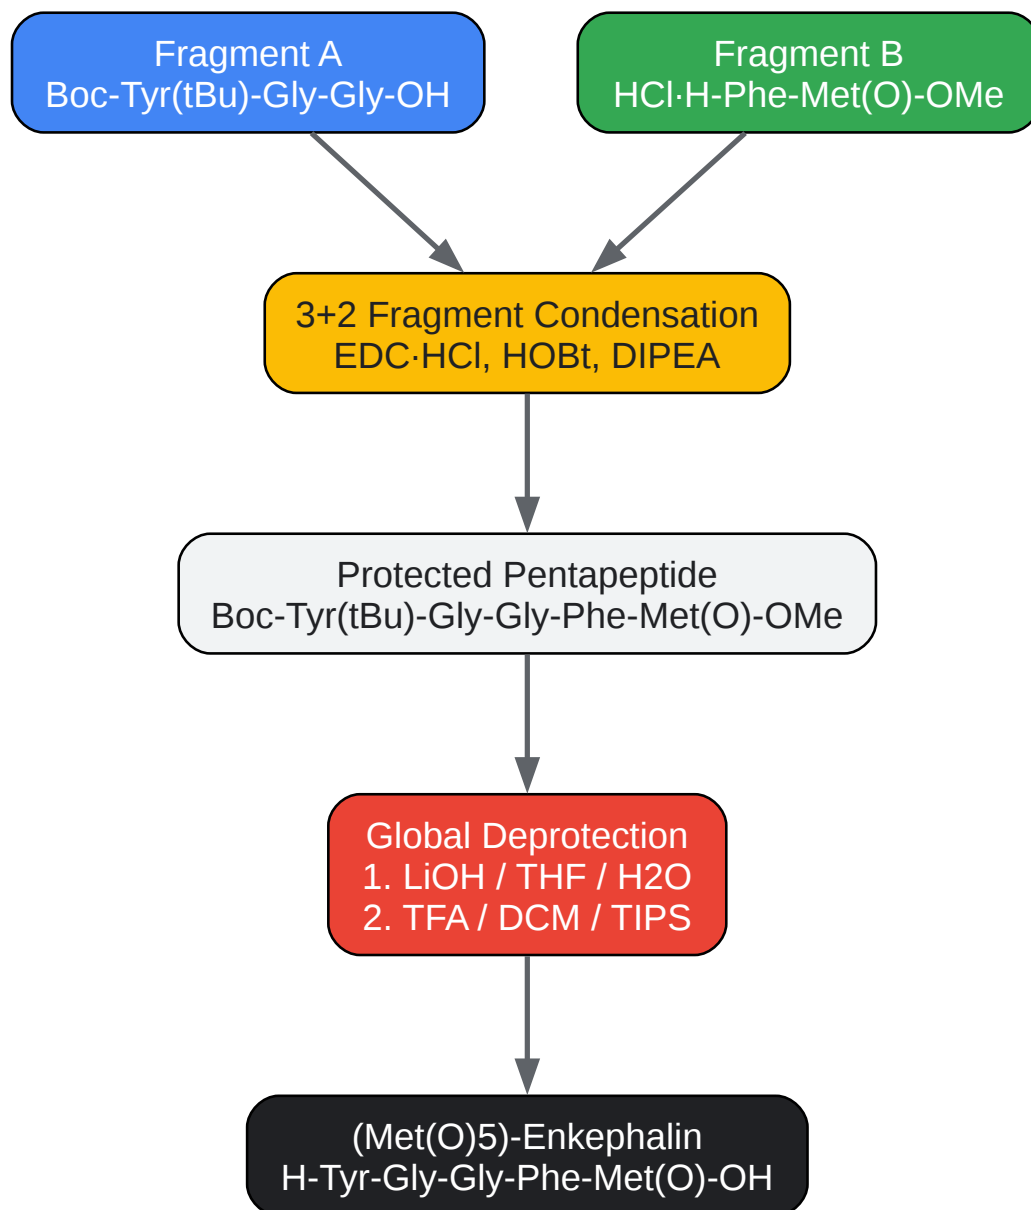 Fragment A
Boc-Tyr(tBu)-Gly-Gly-OH
Fragment B
HCl·H-Phe-Met(O)-OMe
3+2 Fragment Condensation
EDC·HCl, HOBt, DIPEA
Protected Pentapeptide
Boc-Tyr(tBu)-Gly-Gly-Phe-Met(O)-OMe
Global Deprotection
1. LiOH / THF / H2O
2. TFA / DCM / TIPS
(Met(O)5)-Enkephalin
H-Tyr-Gly-Gly-Phe-Met(O)-OH